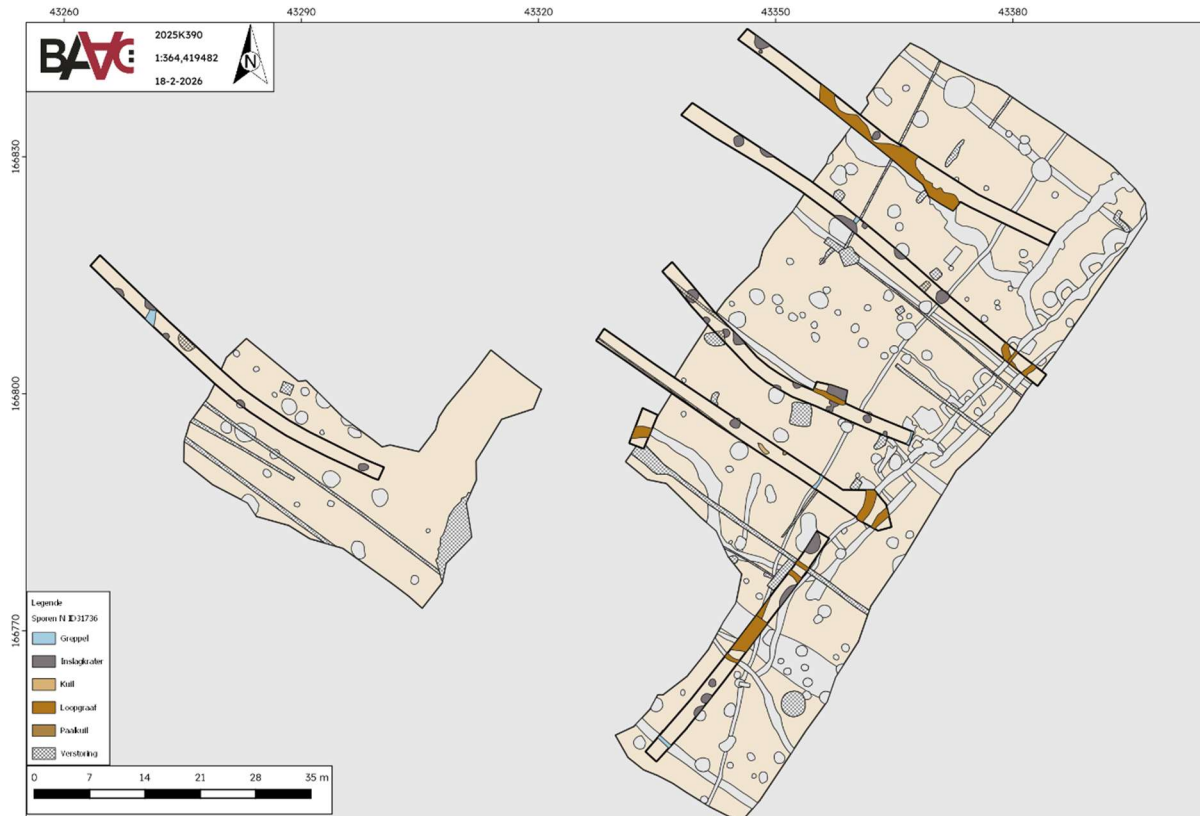 43260 43290 43320 43350 43380
BAAC
2025K390
1:364,419482
18-2-2026
N
166830
166800
166770
Legende
Sporen N ID31736
Greppel
Inslagkrater
Kuil
Loopgraaf
Paalkuil
Verstoring
0 7 14 21 28 35 m